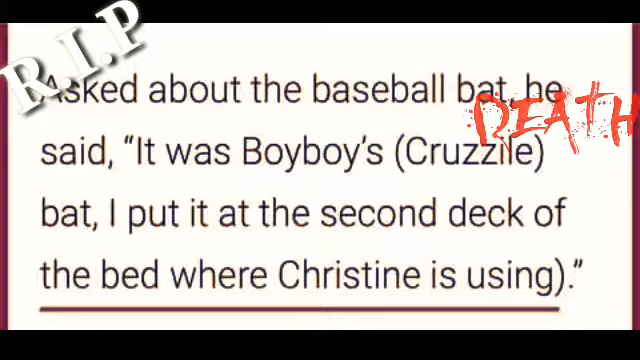 R.I.P
Asked about the baseball bat, he
DEATH
said, “It was Boyboy’s (Cruzzile)
bat, I put it at the second deck of
the bed where Christine is using).”